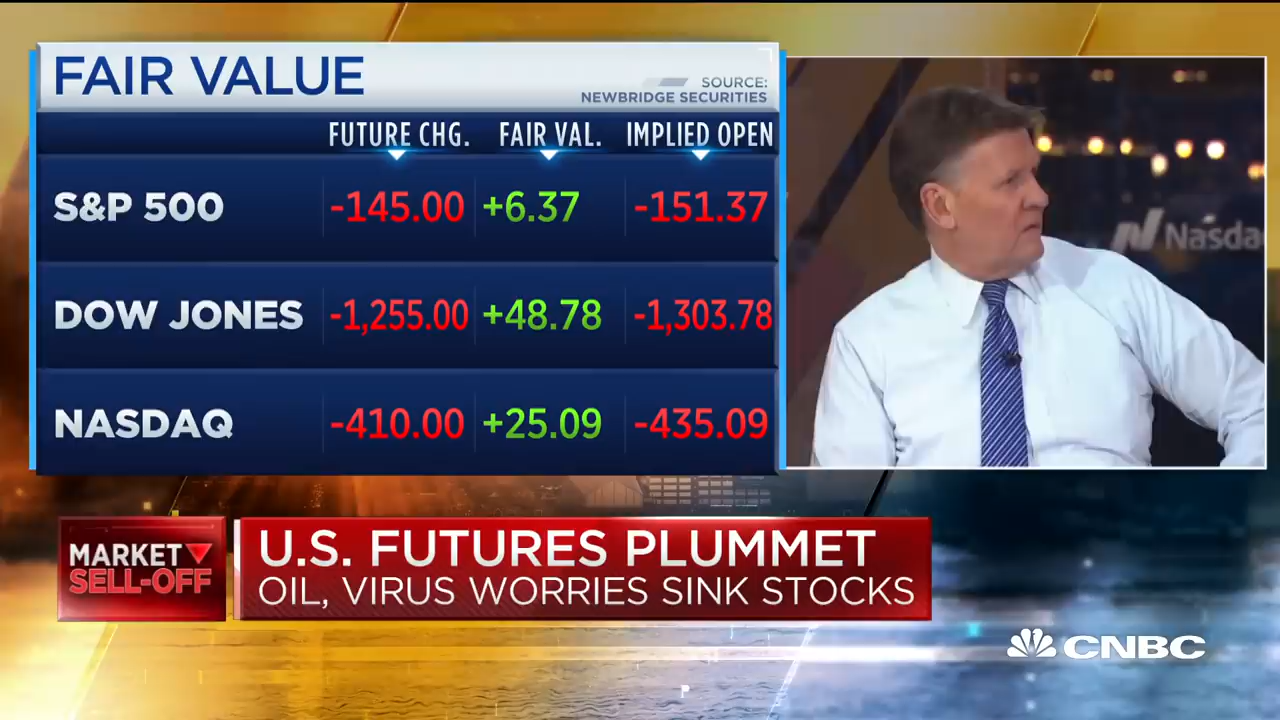 FAIR VALUE
SOURCE:
NEWBRIDGE SECURITIES
FUTURE CHG. FAIR VAL. IMPLIED OPEN
S&P 500 -145.00 +6.37 -151.37
DOW JONES -1,255.00 +48.78 -1,303.78
NASDAQ -410.00 +25.09 -435.09
Nasda
MARKET
SELL-OFF
U.S. FUTURES PLUMMET
OIL, VIRUS WORRIES SINK STOCKS
CNBC